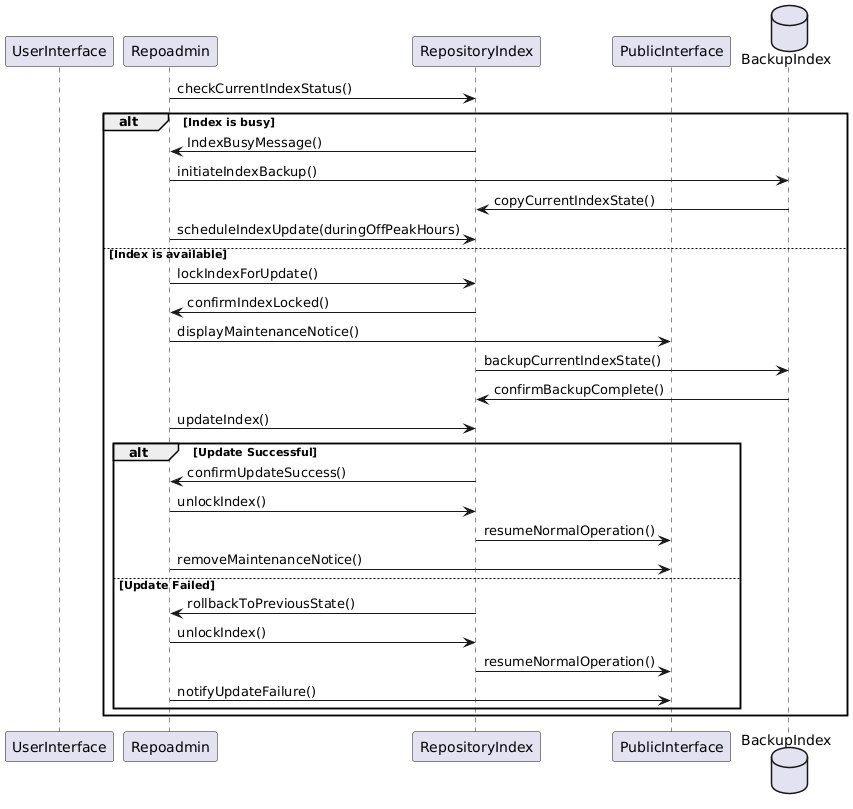 UserInterface
Repoadmin
RepositoryIndex
PublicInterface
BackupIndex
checkCurrentIndexStatus()
alt
[Index is busy]
IndexBusyMessage()
initiateIndexBackup()
copyCurrentIndexState()
scheduleIndexUpdate(duringOffPeakHours)
[Index is available]
lockIndexForUpdate()
confirmIndexLocked()
displayMaintenanceNotice()
backupCurrentIndexState()
confirmBackupComplete()
updateIndex()
alt
[Update Successful]
confirmUpdateSuccess()
unlockIndex()
resumeNormalOperation()
removeMaintenanceNotice()
[Update Failed]
rollbackToPreviousState()
unlockIndex()
resumeNormalOperation()
notifyUpdateFailure()
UserInterface
Repoadmin
RepositoryIndex
PublicInterface
BackupIndex